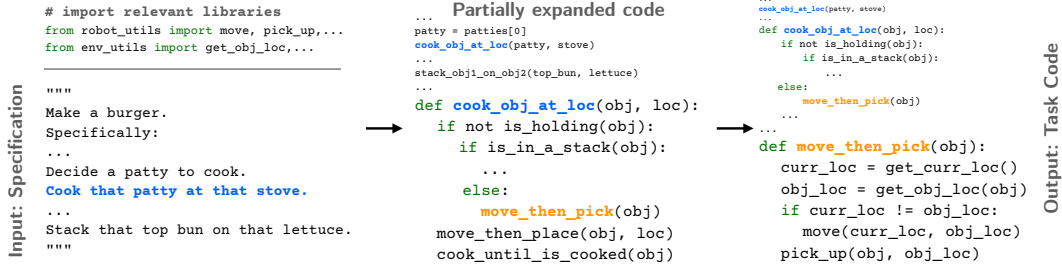 Input: Specification
# import relevant libraries
from robot_utils import move, pick_up,...
from env_utils import get_obj_loc,...
"""
Make a burger.
Specifically:
...
Decide a patty to cook.
Cook that patty at that stove.
...
Stack that top bun on that lettuce.
"""
Partially expanded code
...
patty = patties[0]
cook_obj_at_loc(patty, stove)
...
stack_obj1_on_obj2(top_bun, lettuce)
...
def cook_obj_at_loc(obj, loc):
if not is_holding(obj):
if is_in_a_stack(obj):
...
else:
move_then_pick(obj)
move_then_place(obj, loc)
cook_until_is_cooked(obj)
...
cook_obj_at_loc(patty, stove)
...
def cook_obj_at_loc(obj, loc):
if not is_holding(obj):
if is_in_a_stack(obj):
...
else:
move_then_pick(obj)
...
...
def move_then_pick(obj):
curr_loc = get_curr_loc()
obj_loc = get_obj_loc(obj)
if curr_loc != obj_loc:
move(curr_loc, obj_loc)
pick_up(obj, obj_loc)
Output: Task Code